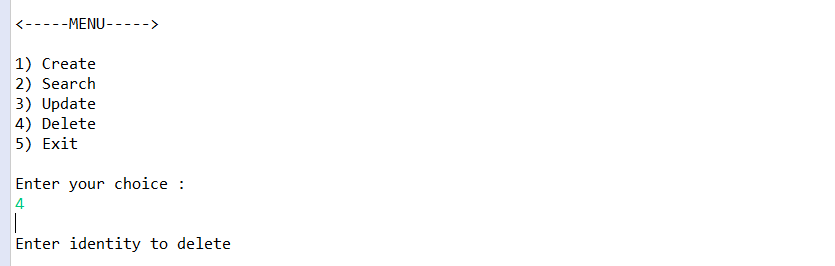 <-----MENU----->
1) Create
2) Search
3) Update
4) Delete
5) Exit
Enter your choice :
4
Enter identity to delete